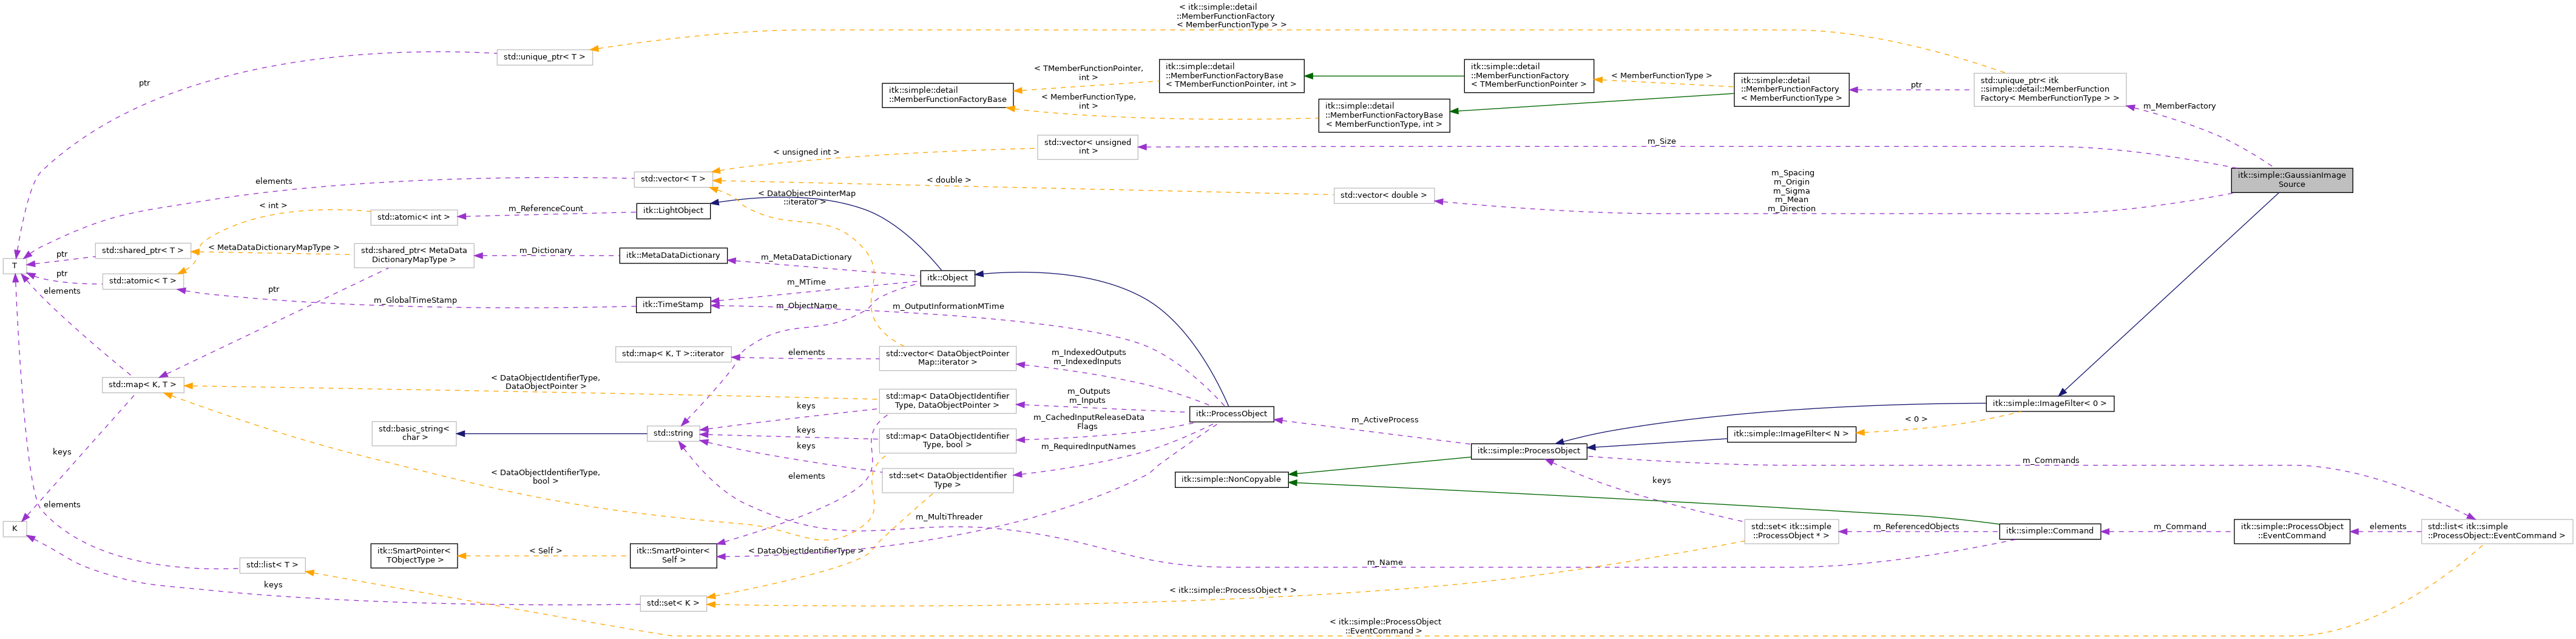 < itk::simple::detail
::MemberFunctionFactory
< MemberFunctionType > >
std::unique_ptr< T >
ptr
itk::simple::detail
::MemberFunctionFactoryBase
< TMemberFunctionPointer,
int >
< MemberFunctionType,
int >
itk::simple::detail
::MemberFunctionFactoryBase
< TMemberFunctionPointer, int >
itk::simple::detail
::MemberFunctionFactoryBase
< MemberFunctionType, int >
itk::simple::detail
::MemberFunctionFactory
< TMemberFunctionPointer >
< MemberFunctionType >
itk::simple::detail
::MemberFunctionFactory
< MemberFunctionType >
ptr
std::unique_ptr< itk
::simple::detail::MemberFunction
Factory< MemberFunctionType > >
m_MemberFactory
std::vector< unsigned
int >
m_Size
< unsigned int >
std::vector< T >
elements
< double >
std::vector< double >
m_Spacing
m_Origin
m_Sigma
m_Mean
m_Direction
itk::simple::GaussianImage
Source
< DataObjectPointerMap
::iterator >
< int >
std::atomic< int >
m_ReferenceCount
itk::LightObject
std::shared_ptr< T >
< MetaDataDictionaryMapType >
std::shared_ptr< MetaData
DictionaryMapType >
m_Dictionary
itk::MetaDataDictionary
m_MetaDataDictionary
itk::Object
T
ptr
ptr
std::atomic< T >
elements
ptr
m_GlobalTimeStamp
itk::TimeStamp
m_MTime
m_ObjectName
m_OutputInformationMTime
std::map< K, T >::iterator
elements
std::vector< DataObjectPointer
Map::iterator >
m_IndexedOutputs
m_IndexedInputs
std::map< K, T >
< DataObjectIdentifierType,
DataObjectPointer >
std::map< DataObjectIdentifier
Type, DataObjectPointer >
m_Outputs
m_Inputs
itk::ProcessObject
keys
std::basic_string<
char >
std::string
keys
std::map< DataObjectIdentifier
Type, bool >
m_CachedInputReleaseData
Flags
keys
m_RequiredInputNames
m_ActiveProcess
itk::simple::ProcessObject
itk::simple::ImageFilter< N >
< 0 >
itk::simple::ImageFilter< 0 >
keys
< DataObjectIdentifierType,
bool >
elements
std::set< DataObjectIdentifier
Type >
itk::simple::NonCopyable
keys
m_Commands
elements
K
m_MultiThreader
std::set< itk::simple
::ProcessObject * >
m_ReferencedObjects
itk::simple::Command
m_Command
itk::simple::ProcessObject
::EventCommand
elements
std::list< itk::simple
::ProcessObject::EventCommand >
itk::SmartPointer<
TObjectType >
< Self >
itk::SmartPointer<
Self >
< DataObjectIdentifierType >
std::list< T >
m_Name
keys
std::set< K >
< itk::simple::ProcessObject * >
< itk::simple::ProcessObject
::EventCommand >